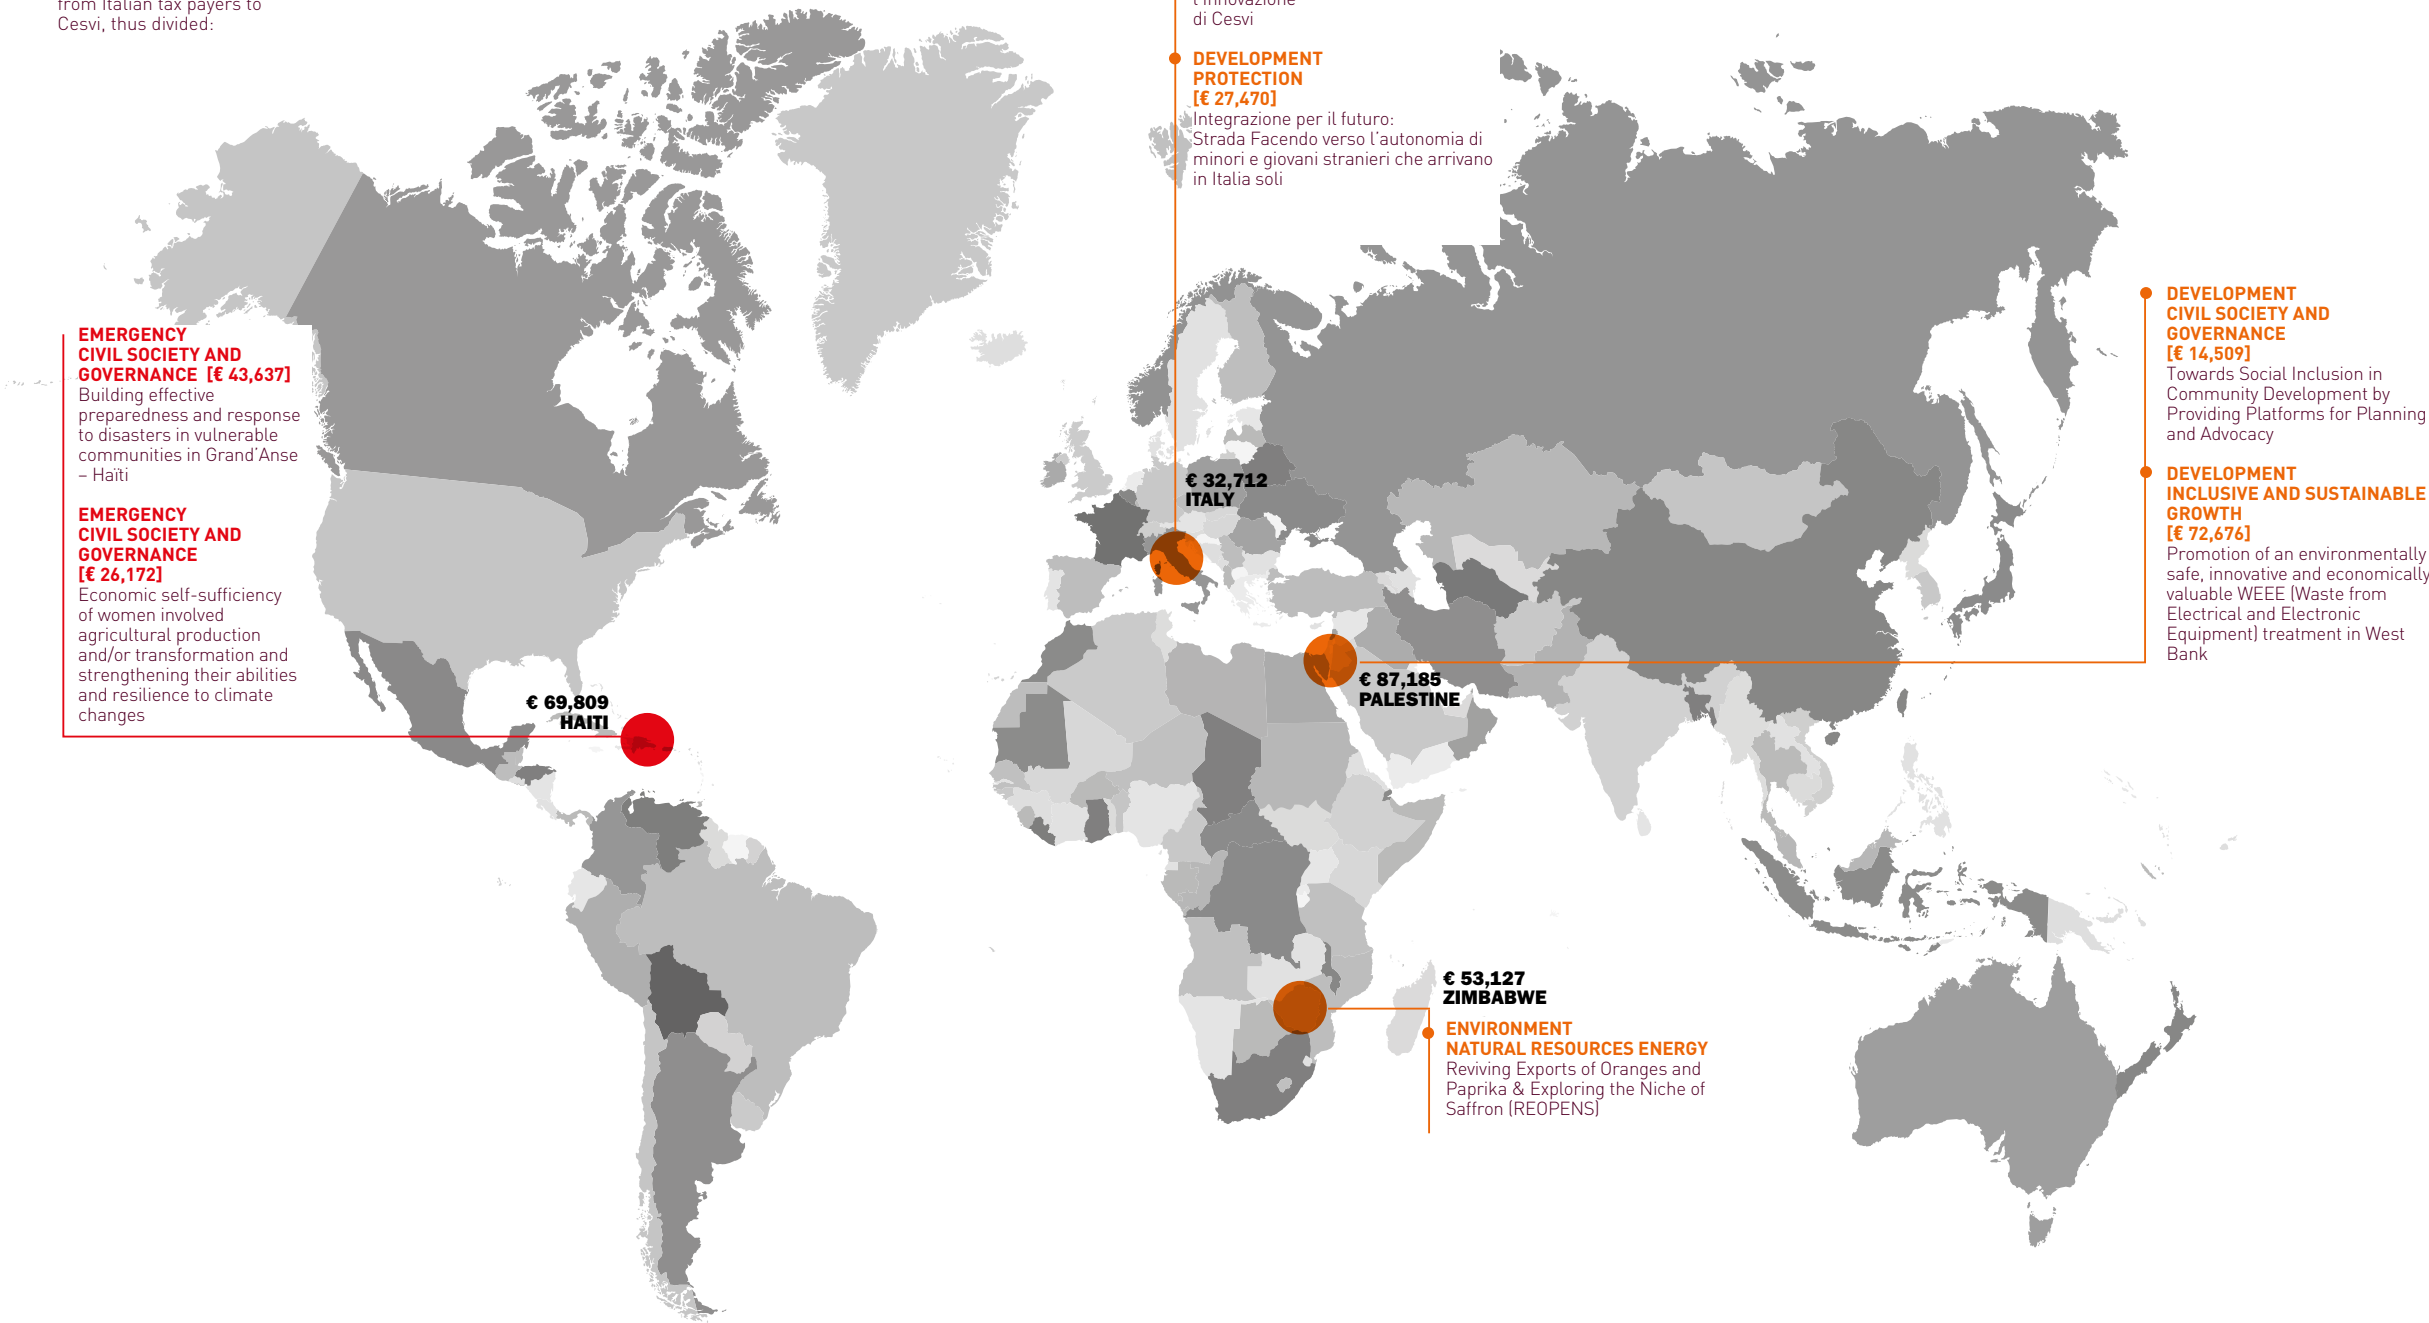 from Italian tax payers to
Cesvi, thus divided:
l'innovazione
di Cesvi
DEVELOPMENT
PROTECTION
[€ 27,470]
Integrazione per il futuro:
Strada Facendo verso l'autonomia di
minori e giovani stranieri che arrivano
in Italia soli
EMERGENCY
CIVIL SOCIETY AND
GOVERNANCE [€ 43,637]
Building effective
preparedness and response
to disasters in vulnerable
communities in Grand'Anse
– Haïti
EMERGENCY
CIVIL SOCIETY AND
GOVERNANCE
[€ 26,172]
Economic self-sufficiency
of women involved
agricultural production
and/or transformation and
strengthening their abilities
and resilience to climate
changes
€ 69,809
HAITI
€ 32,712
ITALY
€ 87,185
PALESTINE
DEVELOPMENT
CIVIL SOCIETY AND
GOVERNANCE
[€ 14,509]
Towards Social Inclusion in
Community Development by
Providing Platforms for Planning
and Advocacy
DEVELOPMENT
INCLUSIVE AND SUSTAINABLE
GROWTH
[€ 72,676]
Promotion of an environmentally
safe, innovative and economically
valuable WEEE (Waste from
Electrical and Electronic
Equipment) treatment in West
Bank
€ 53,127
ZIMBABWE
ENVIRONMENT
NATURAL RESOURCES ENERGY
Reviving Exports of Oranges and
Paprika & Exploring the Niche of
Saffron (REOPENS)